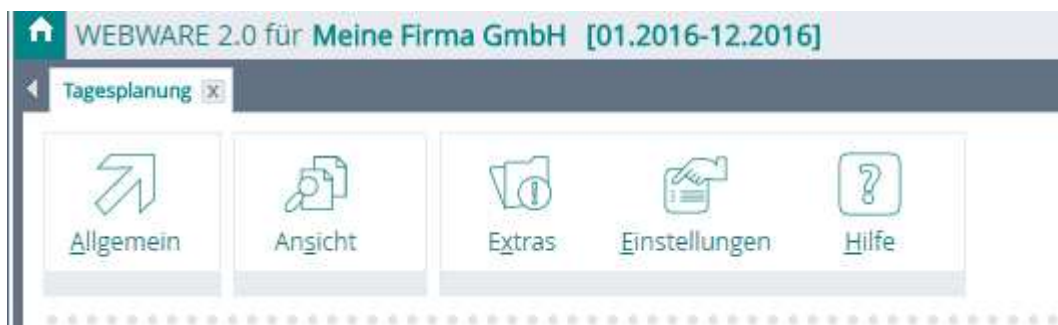 WEBWARE 2.0 für Meine Firma GmbH [01.2016-12.2016]
Tagesplanung x
Allgemein Ansicht Extras Einstellungen Hilfe